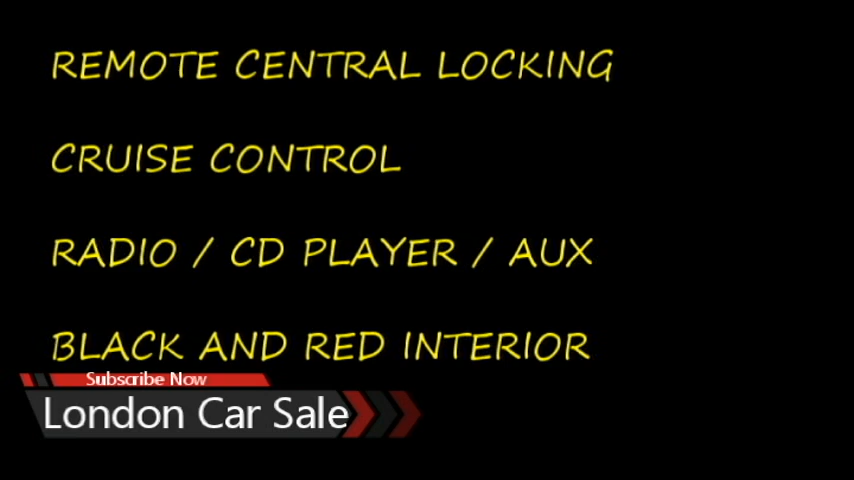 REMOTE CENTRAL LOCKING
CRUISE CONTROL
RADIO / CD PLAYER / AUX
BLACK AND RED INTERIOR
Subscribe Now
London Car Sale